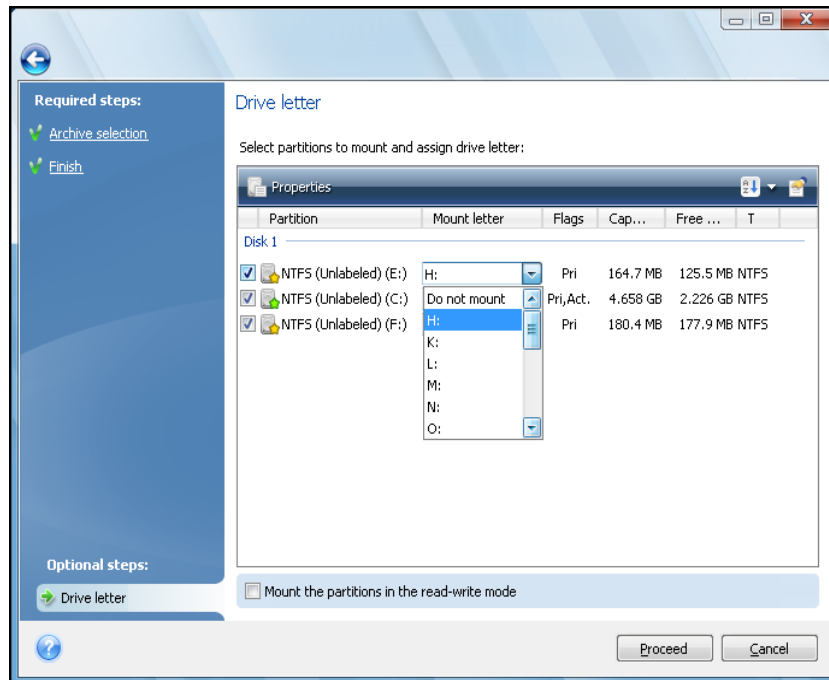 Required steps:
Archive selection
Finish
Drive letter
Select partitions to mount and assign drive letter:
Properties
Partition Mount letter Flags Cap... Free ... T
Disk 1
NTFS (Unlabeled) (E:) H: Pri 164.7 MB 125.5 MB NTFS
NTFS (Unlabeled) (C:) Do not mount Pri,Act. 4.658 GB 2.226 GB NTFS
NTFS (Unlabeled) (F:) H: Pri 180.4 MB 177.9 MB NTFS
K:
L:
M:
N:
O:
Optional steps:
Drive letter
Mount the partitions in the read-write mode
Proceed Cancel